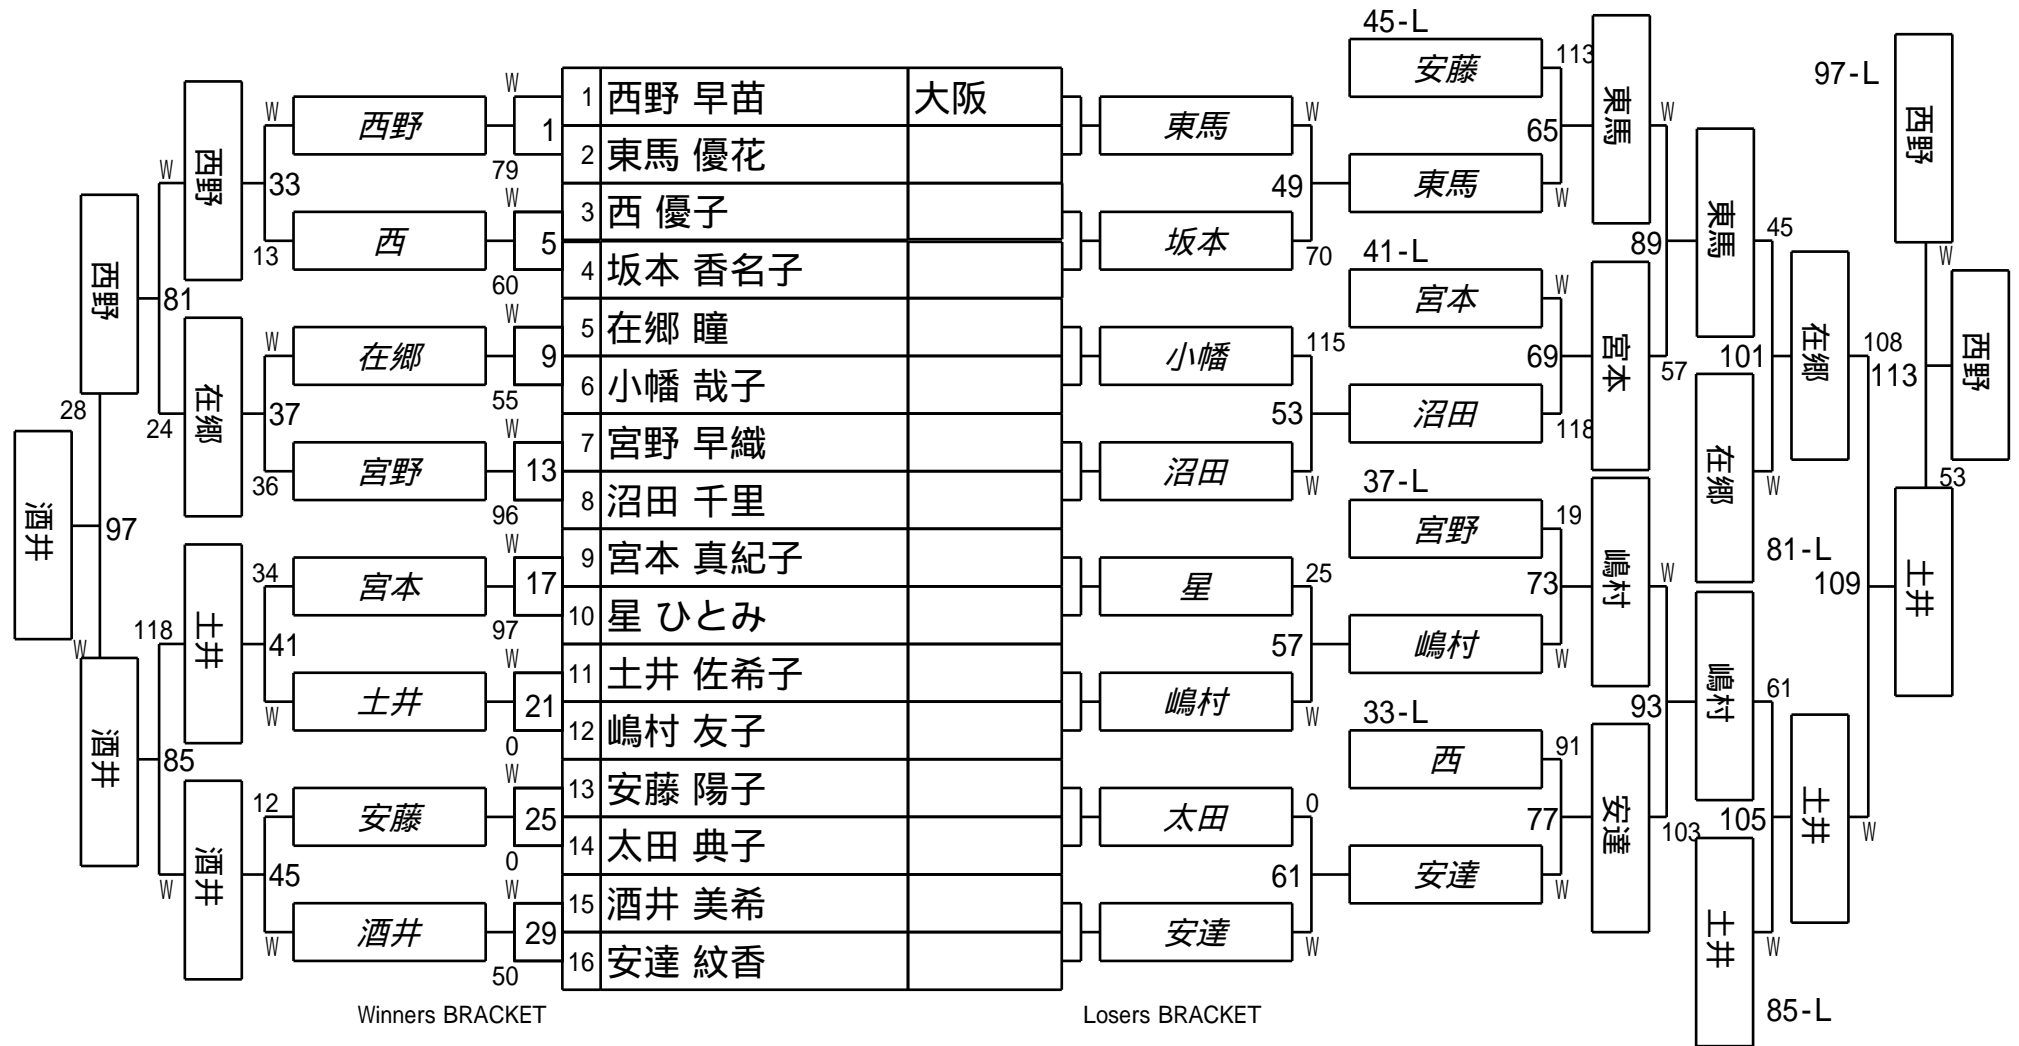 45-L
安藤
113
東馬
W
65
東馬
W
97-L
西野
W
西野
53
土井
1 西野 早苗 大阪
2 東馬 優花
3 西 優子
4 坂本 香名子
5 在郷 瞳
6 小幡 哉子
7 宮野 早織
8 沼田 千里
9 宮本 真紀子
10 星 ひとみ
11 土井 佐希子
12 嶋村 友子
13 安藤 陽子
14 太田 典子
15 酒井 美希
16 安達 紋香
W
1
79
W
5
60
W
9
55
W
13
96
W
17
97
W
21
0
W
25
0
W
29
50
西野
西
在郷
宮野
宮本
土井
安藤
酒井
W
33
13
W
37
36
34
41
W
12
45
W
西野
在郷
土井
酒井
W
81
24
118
85
W
西野
酒井
28
97
W
酒井
東馬
坂本
小幡
沼田
星
嶋村
太田
安達
W
49
70
115
53
W
25
57
W
0
61
W
41-L
宮本
W
69
沼田
118
宮本
89
57
37-L
宮野
19
73
嶋村
W
嶋村
W
33-L
西
91
77
安達
W
安達
93
103
東馬
45
101
在郷
W
81-L
嶋村
61
105
土井
W
85-L
在郷
108
113
109
土井
W
Winners BRACKET
Losers BRACKET